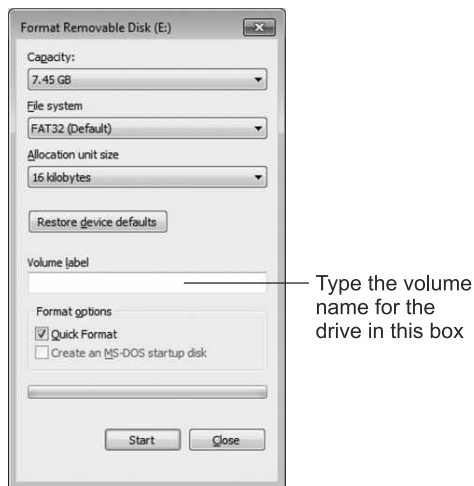 Format Removable Disk (E:)
Capacity:
7.45 GB
File system
FAT32 (Default)
Allocation unit size
16 kilobytes
Restore device defaults
Volume label
Type the volume
name for the
drive in this box
Format options
Quick Format
Create an MS-DOS startup disk
Start
Close